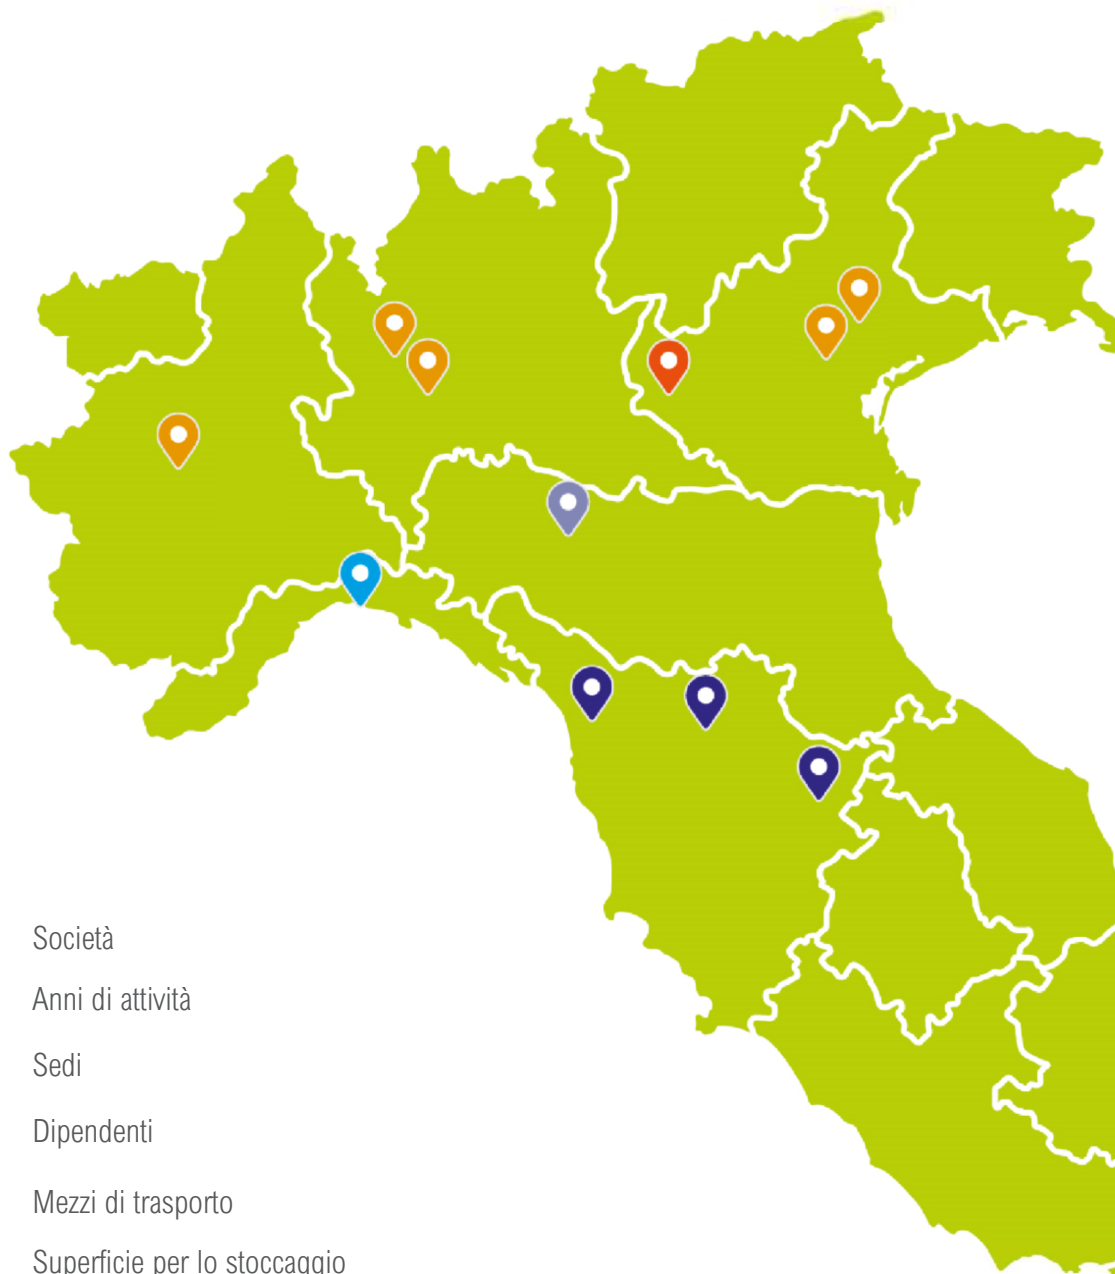 Società
Anni di attività
Sedi
Dipendenti
Mezzi di trasporto
Superficie per lo stoccaggio